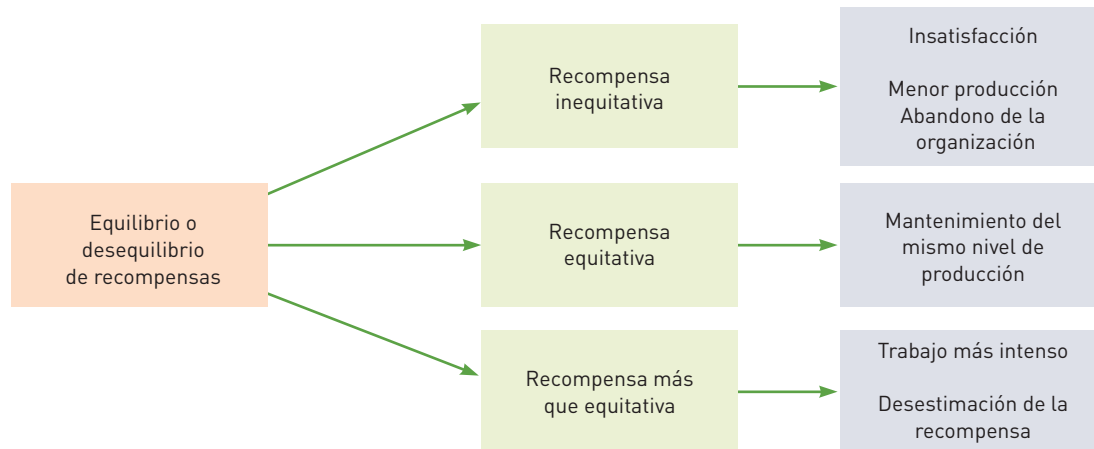 Equilibrio o
desequilibrio
de recompensas
Recompensa
inequitativa
Insatisfacción
Menor producción
Abandono de la
organización
Recompensa
equitativa
Mantenimiento del
mismo nivel de
producción
Recompensa más
que equitativa
Trabajo más intenso
Desestimación de la
recompensa